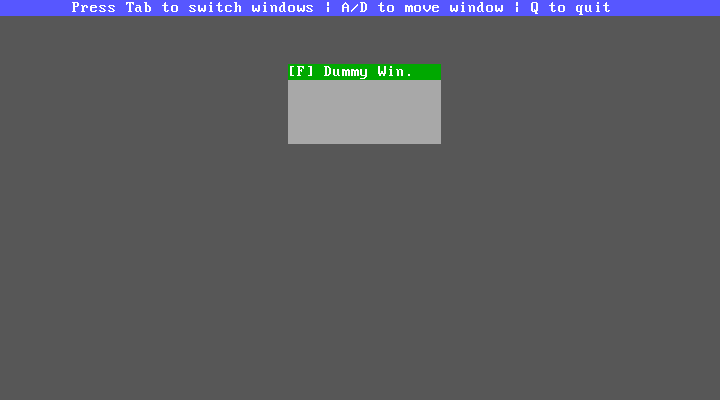 Press Tab to switch windows ¦ A/D to move window ¦ Q to quit
[F] Dummy Win.